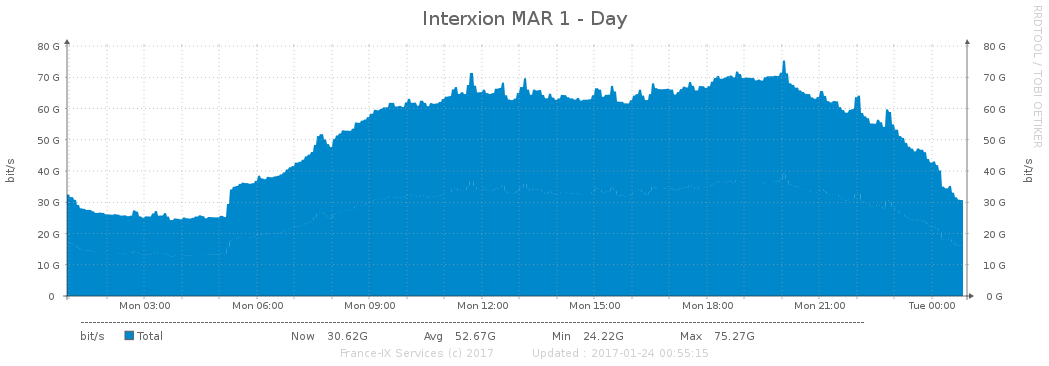 Interxion MAR 1 - Day
RRDTOOL / TOBI OETIKER
bit/s
bit/s
80 G 80 G
70 G 70 G
60 G 60 G
50 G 50 G
40 G 40 G
30 G 30 G
20 G 20 G
10 G 10 G
0 0 G
Mon 03:00 Mon 06:00 Mon 09:00 Mon 12:00 Mon 15:00 Mon 18:00 Mon 21:00 Tue 00:00
bit/s Total Now 30.62G Avg 52.67G Min 24.22G Max 75.27G
France-IX Services (c) 2017 Updated : 2017-01-24 00:55:15